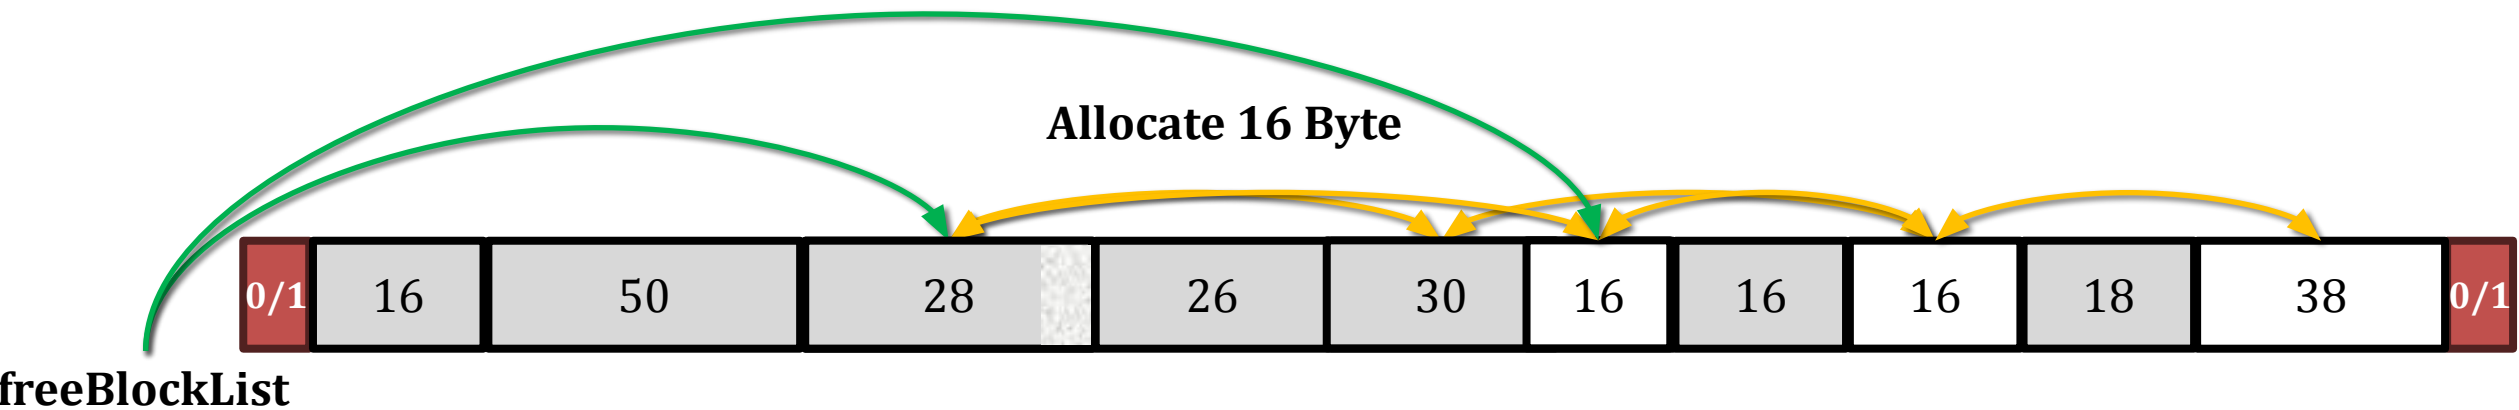 Allocate 16 Byte
0/1 16 50 28 26 30 16 16 16 18 38 0/1
freeBlockList